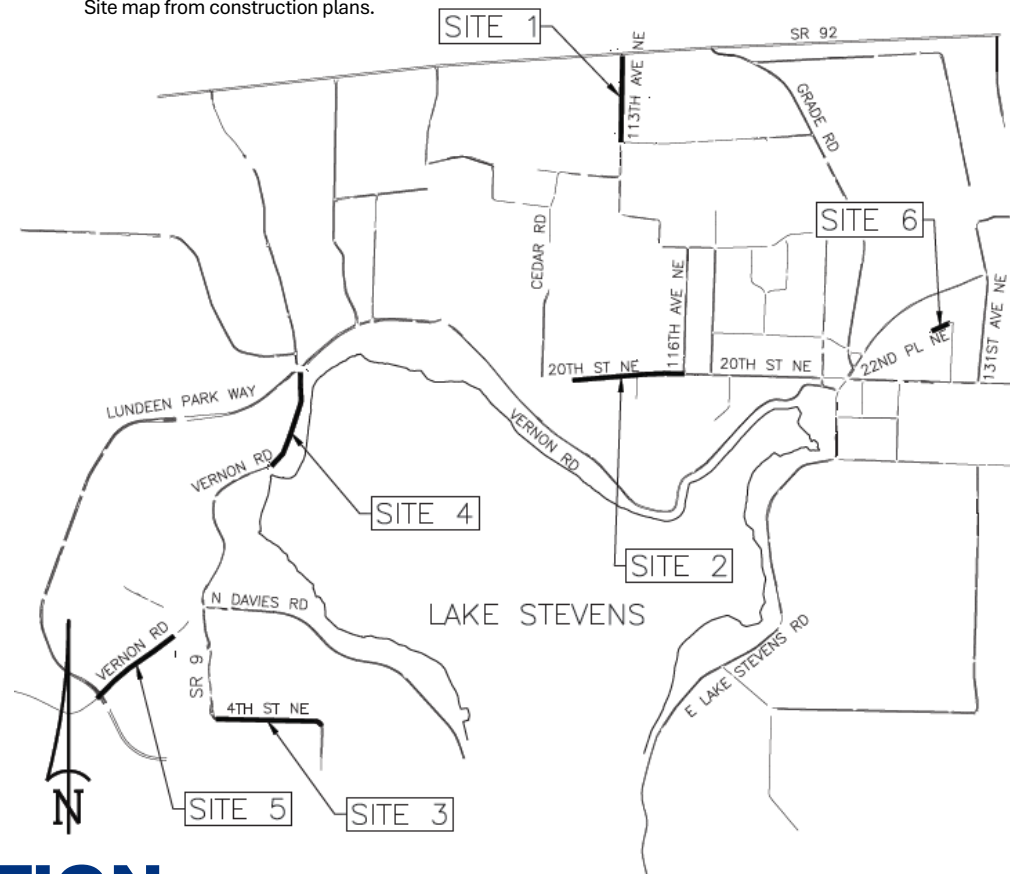 Site map from construction plans.
SITE 1
SR 92
113TH AVE NE
GRADE RD
SITE 6
CEDAR RD
116TH AVE NE
131ST AVE NE
22ND PL NE
20TH ST NE
20TH ST NE
LUNDEEN PARK WAY
VERNON RD
VERNON RD
SITE 4
SITE 2
N DAVIES RD
LAKE STEVENS
VERNON RD
SR 9
E LAKE STEVENS RD
4TH ST NE
N
SITE 5
SITE 3